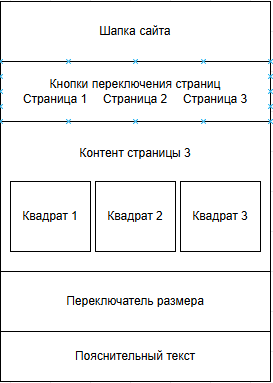 Шапка сайта
Кнопки переключения страниц
Страница 1 Страница 2 Страница 3
Контент страницы 3
Квадрат 1 Квадрат 2 Квадрат 3
Переключатель размера
Пояснительный текст